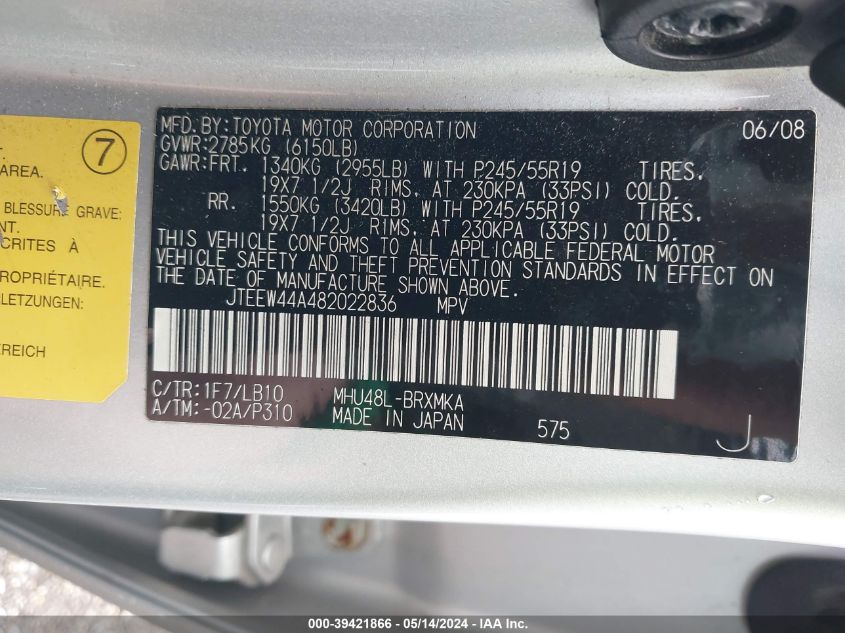 7
T.
AREA.
BLESSURE GRAVE:
NT.
CRITES À
OPRIÉTAIRE.
LETZUNGEN:
BEREICH
MFD.BY:TOYOTA MOTOR CORPORATION 06/08
GVWR:2785KG (6150LB)
GAWR:FRT. 1340KG (2955LB) WITH P245/55R19 TIRES.
19X7 1/2J RIMS. AT 230KPA (33PSI) COLD.
RR. 1550KG (3420LB) WITH P245/55R19 TIRES.
19X7 1/2J RIMS. AT 230KPA (33PSI) COLD.
THIS VEHICLE CONFORMS TO ALL APPLICABLE FEDERAL MOTOR
VEHICLE SAFETY AND THEFT PREVENTION STANDARDS IN EFFECT ON
THE DATE OF MANUFACTURE SHOWN ABOVE.
JTEEW44A482022836 MPV
C/TR:1F7/LB10 MHU48L-BRXMKA
A/TM:-02A/P310 MADE IN JAPAN 575 J
000-39421866 - 05/14/2024 - IAA Inc.